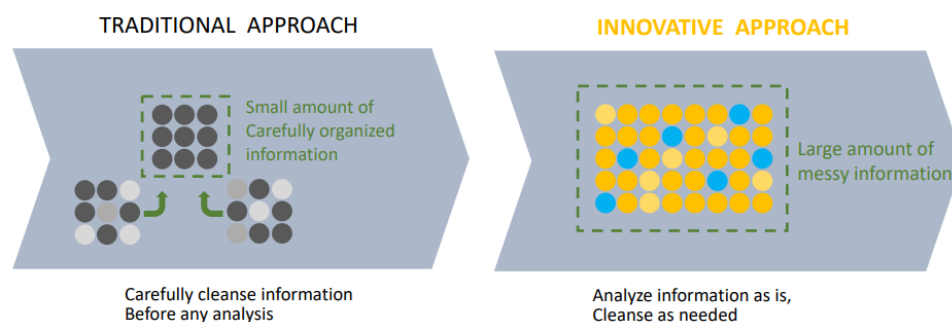 TRADITIONAL APPROACH
Small amount of
Carefully organized
information
Carefully cleanse information
Before any analysis
INNOVATIVE APPROACH
Large amount of
messy information
Analyze information as is,
Cleanse as needed